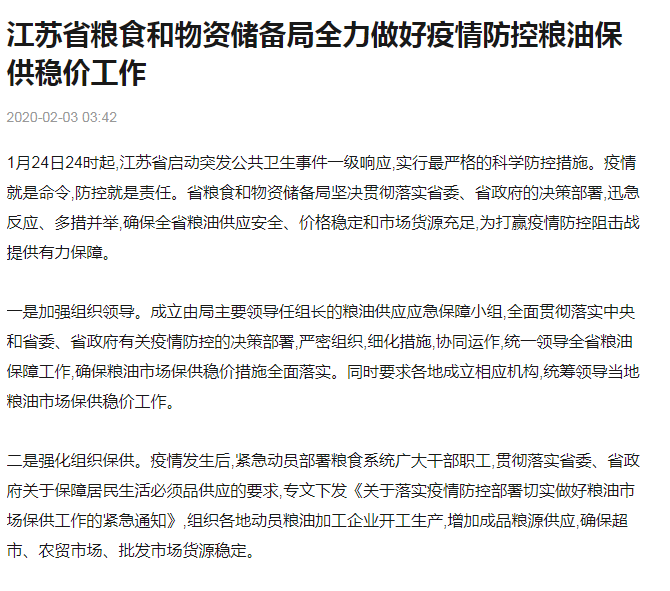 江苏省粮食和物资储备局全力做好疫情防控粮油保
供稳价工作
2020-02-03 03:42
1月24日24时起,江苏省启动突发公共卫生事件一级响应,实行最严格的科学防控措施。疫情
就是命令,防控就是责任。省粮食和物资储备局坚决贯彻落实省委、省政府的决策部署,迅急
反应、多措并举,确保全省粮油供应安全、价格稳定和市场货源充足,为打赢疫情防控阻击战
提供有力保障。
一是加强组织领导。成立由局主要领导任组长的粮油供应应急保障小组,全面贯彻落实中央
和省委、省政府有关疫情防控的决策部署,严密组织,细化措施,协同运作,统一领导全省粮油
保障工作,确保粮油市场保供稳价措施全面落实。同时要求各地成立相应机构,统筹领导当地
粮油市场保供稳价工作。
二是强化组织保供。疫情发生后,紧急动员部署粮食系统广大干部职工,贯彻落实省委、省政
府关于保障居民生活必须品供应的要求,专文下发《关于落实疫情防控部署切实做好粮油市
场保供工作的紧急通知》,组织各地动员粮油加工企业开工生产,增加成品粮源供应,确保超
市、农贸市场、批发市场货源稳定。